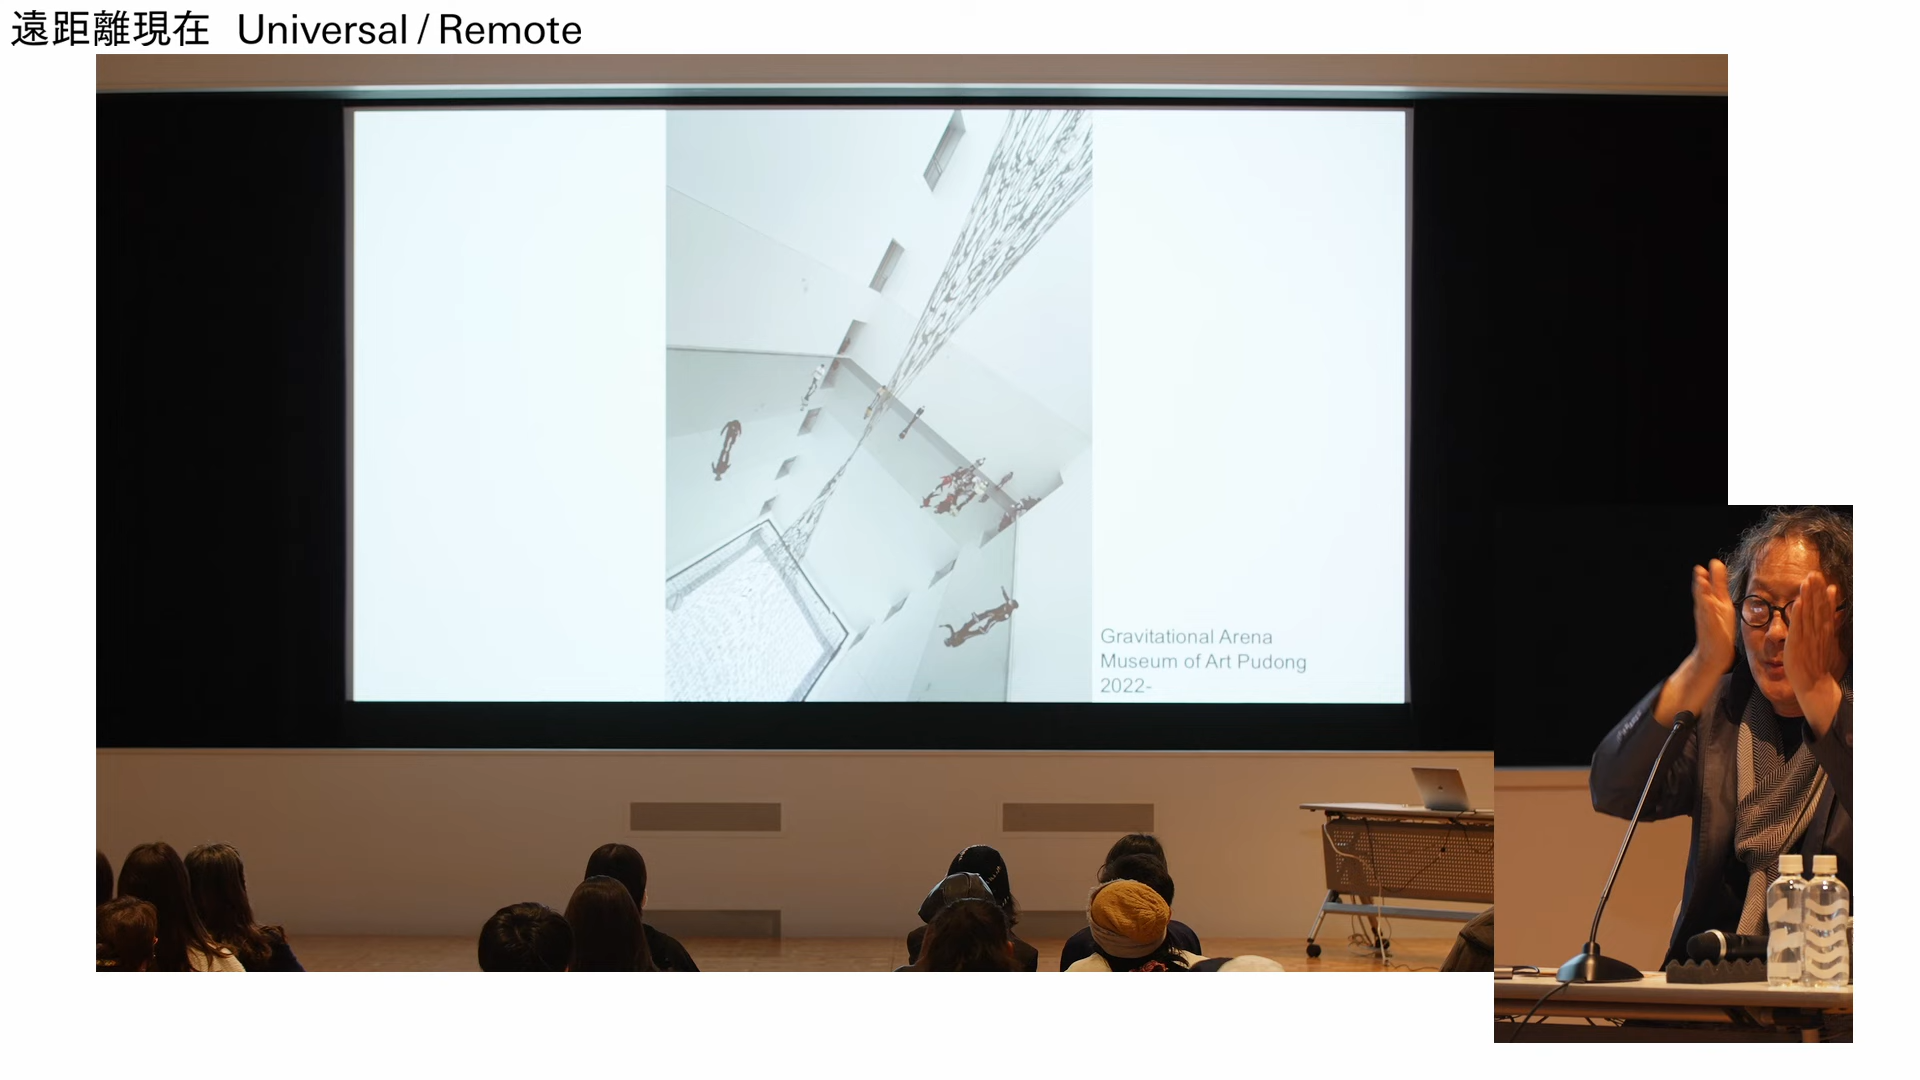 遠距離現在 Universal / Remote
Gravitational Arena
Museum of Art Pudong
2022-